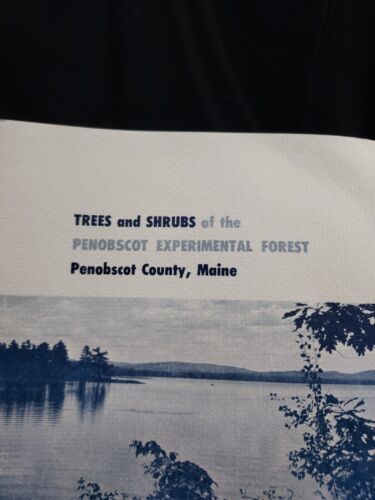 TREES and SHRUBS of the
PENOBSCOT EXPERIMENTAL FOREST
Penobscot County, Maine